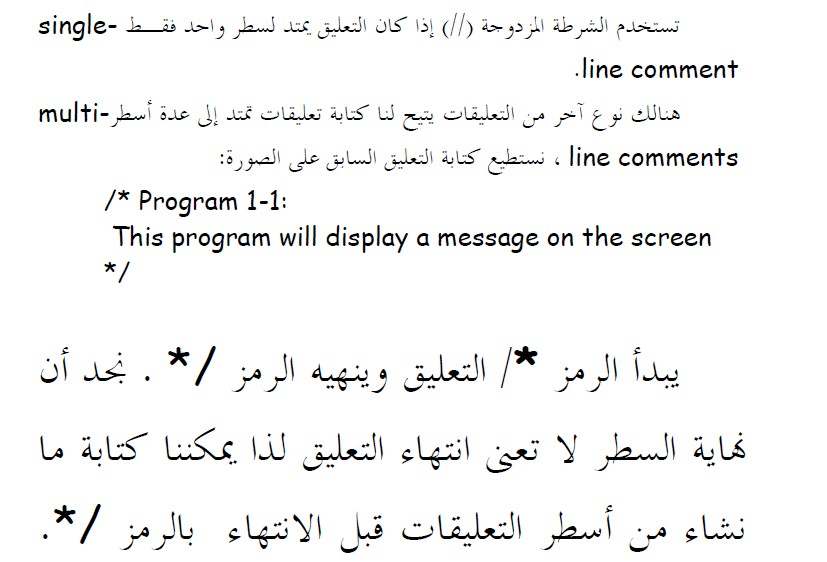 تستخدم الشرطة المزدوجة (//) إذا كان التعليق يمتد لسطر واحد فقـــط single-
line comment.
هنالك نوع آخر من التعليقات يتيح لنا كتابة تعليقات تمتد إلى عدة أسطر multi-
line comments ، نستطيع كتابة التعليق السابق على الصورة:
/* Program 1-1:
This program will display a message on the screen
*/
يبدأ الرمز /* التعليق وينهيه الرمز */ . نجد أن
نهاية السطر لا تعنى انتهاء التعليق لذا يمكننا كتابة ما
نشاء من أسطر التعليقات قبل الانتهاء بالرمز */.